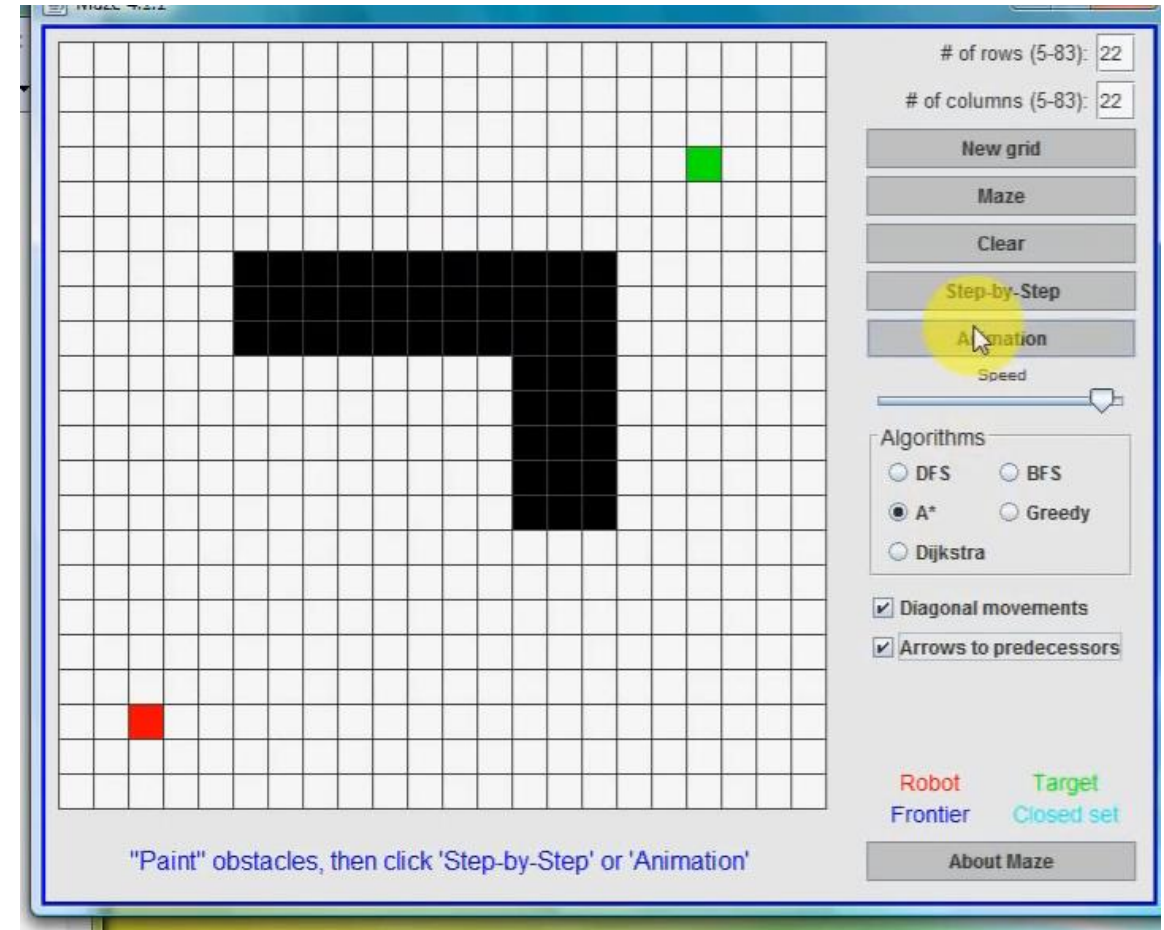 # of rows (5-83): 22
# of columns (5-83): 22
New grid
Maze
Clear
Step-by-Step
Animation
Speed
Algorithms
DFS
BFS
A*
Greedy
Dijkstra
Diagonal movements
Arrows to predecessors
Robot
Target
Frontier
Closed set
"Paint" obstacles, then click 'Step-by-Step' or 'Animation'
About Maze